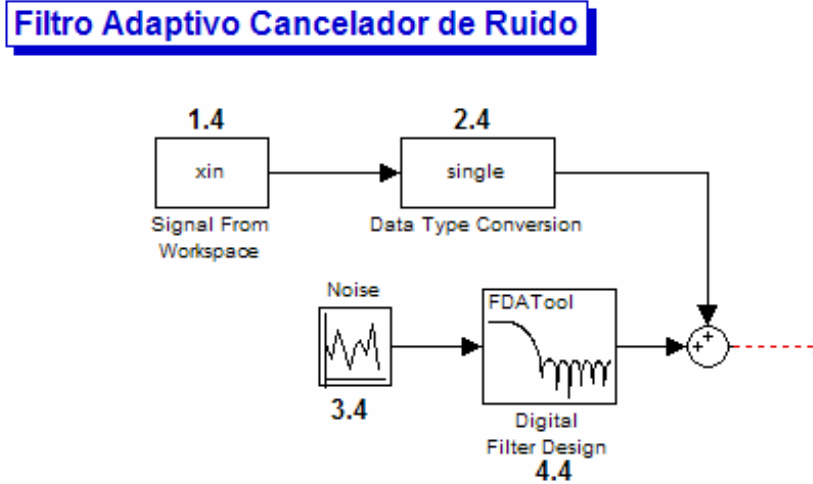 Filtro Adaptivo Cancelador de Ruido
1.4
2.4
xin
single
Signal From
Workspace
Data Type Conversion
Noise
FDATool
3.4
Digital
Filter Design
4.4
+
+